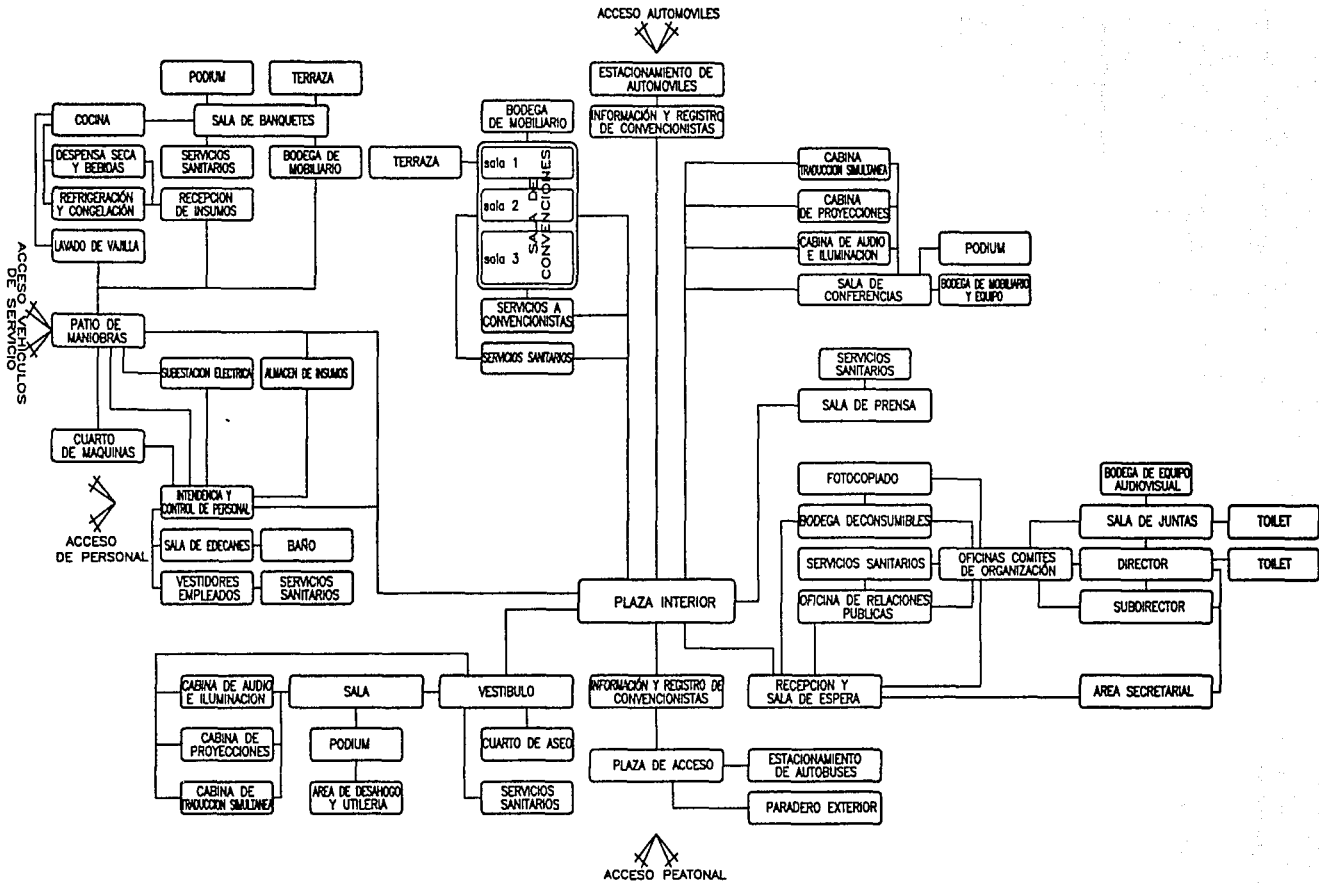 ACCESO AUTOMOVILES
ESTACIONAMIENTO DE
AUTOMOVILES
INFORMACIÓN Y REGISTRO
DE CONVENCIONISTAS
PODIUM
TERRAZA
COCINA
SALA DE BANQUETES
DESPENSA SECA
Y BEBIDAS
SERVICIOS
SANITARIOS
BODEGA DE
MOBILIARIO
REFRIGERACIÓN
Y CONGELACIÓN
RECEPCION
DE INSUMOS
LAVADO DE VAJILLA
BODEGA
DE MOBILIARIO
TERRAZA
sala 1
sala 2
sala 3
SALA DE
CONVENCIONES
SERVICIOS A
CONVENCIONISTAS
SERVICIOS SANITARIOS
CABINA
TRADUCCION SIMULTANEA
CABINA
DE PROYECCIONES
CABINA DE AUDIO
E ILUMINACION
SALA DE
CONFERENCIAS
PODIUM
BODEGA DE MOBILIARIO
Y EQUIPO
ACCESO VEHICULOS
DE SERVICIO
PATIO DE
MANIOBRAS
SUBESTACION ELECTRICA
ALMACEN DE INSUMOS
CUARTO
DE MAQUINAS
INTENDENCIA Y
CONTROL DE PERSONAL
ACCESO
DE PERSONAL
SALA DE EDECANES
BAÑO
VESTIDORES
EMPLEADOS
SERVICIOS
SANITARIOS
SERVICIOS
SANITARIOS
SALA DE PRENSA
FOTOCOPIADO
BODEGA DECONSUMIBLES
SERVICIOS SANITARIOS
OFICINA DE RELACIONES
PUBLICAS
OFICINAS COMITES
DE ORGANIZACIÓN
BODEGA DE EQUIPO
AUDIOVISUAL
SALA DE JUNTAS
TOILET
DIRECTOR
TOILET
SUBDIRECTOR
PLAZA INTERIOR
RECEPCION Y
SALA DE ESPERA
AREA SECRETARIAL
CABINA DE AUDIO
E ILUMINACION
SALA
VESTIBULO
INFORMACIÓN Y REGISTRO DE
CONVENCIONISTAS
CABINA DE
PROYECCIONES
PODIUM
CUARTO DE ASEO
CABINA DE
TRADUCCION SIMULTANEA
AREA DE DESAHOGO
Y UTILERIA
SERVICIOS
SANITARIOS
PLAZA DE ACCESO
ESTACIONAMIENTO
DE AUTOBUSES
PARADERO EXTERIOR
ACCESO PEATONAL